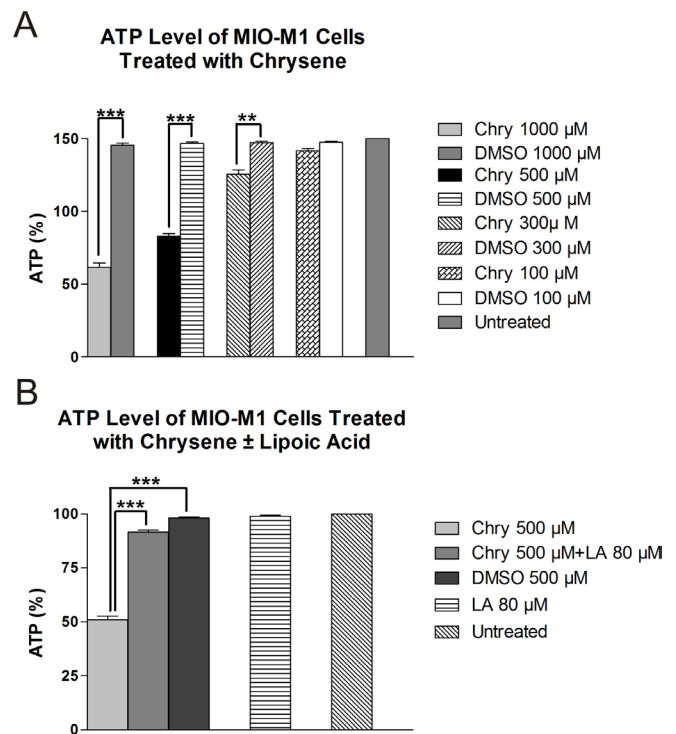 A
ATP Level of MIO-M1 Cells
Treated with Chrysene
ATP (%)
150
100
50
0
***
***
**
Chry 1000 µM
DMSO 1000 µM
Chry 500 µM
DMSO 500 µM
Chry 300µ M
DMSO 300 µM
Chry 100 µM
DMSO 100 µM
Untreated
B
ATP Level of MIO-M1 Cells Treated
with Chrysene ± Lipoic Acid
ATP (%)
100
75
50
25
0
***
***
Chry 500 µM
Chry 500 µM+LA 80 µM
DMSO 500 µM
LA 80 µM
Untreated